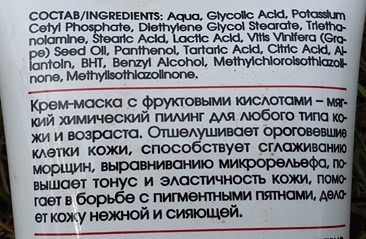 СОСТАВ/INGREDIENTS: Aqua, Glycolic Acid, Potassium
Cetyl Phosphate, Diethylene Glycol Stearate, Trietha-
nolamine, Stearic Acid, Lactic Acid, Vitis Vinifera (Gra-
pe) Seed Oil, Panthenol, Tartaric Acid, Citric Acid, Al-
lantoin, BHT, Benzyl Alcohol, Methylchloroisothiazoli-
none, Methylisothiazolinone.
Крем-маска с фруктовыми кислотами – мяг-
кий химический пилинг для любого типа ко-
жи и возраста. Отшелушивает ороговевшие
клетки кожи, способствует сглаживанию
морщин, выравниванию микрорельефа, по-
вышает тонус и эластичность кожи, помо-
гает в борьбе с пигментными пятнами, дела-
ет кожу нежной и сияющей.